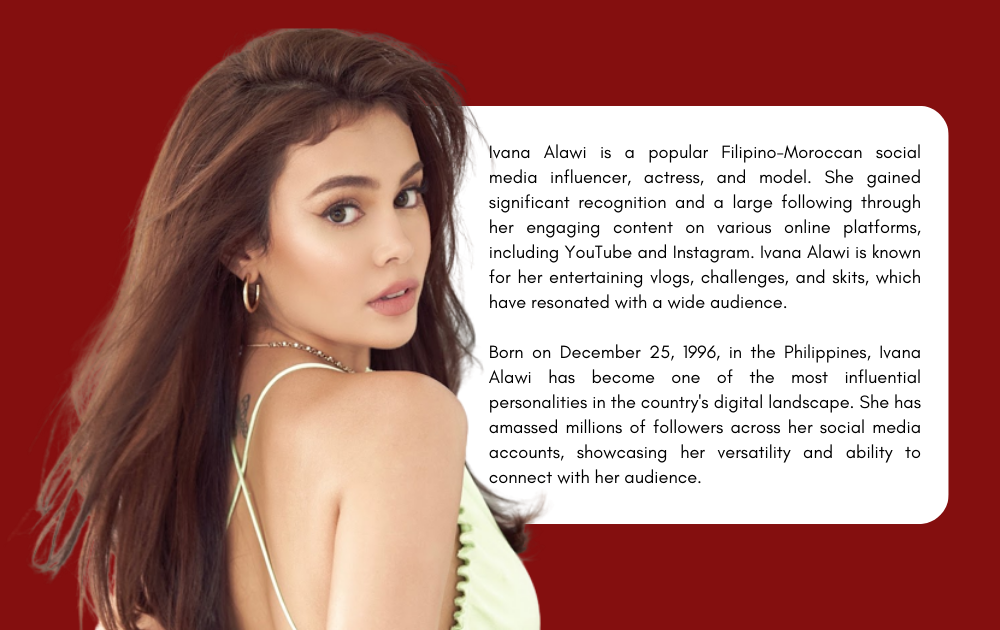 Ivana Alawi is a popular Filipino-Moroccan social
media influencer, actress, and model. She gained
significant recognition and a large following through
her engaging content on various online platforms,
including YouTube and Instagram. Ivana Alawi is known
for her entertaining vlogs, challenges, and skits, which
have resonated with a wide audience.
Born on December 25, 1996, in the Philippines, Ivana
Alawi has become one of the most influential
personalities in the country's digital landscape. She has
amassed millions of followers across her social media
accounts, showcasing her versatility and ability to
connect with her audience.